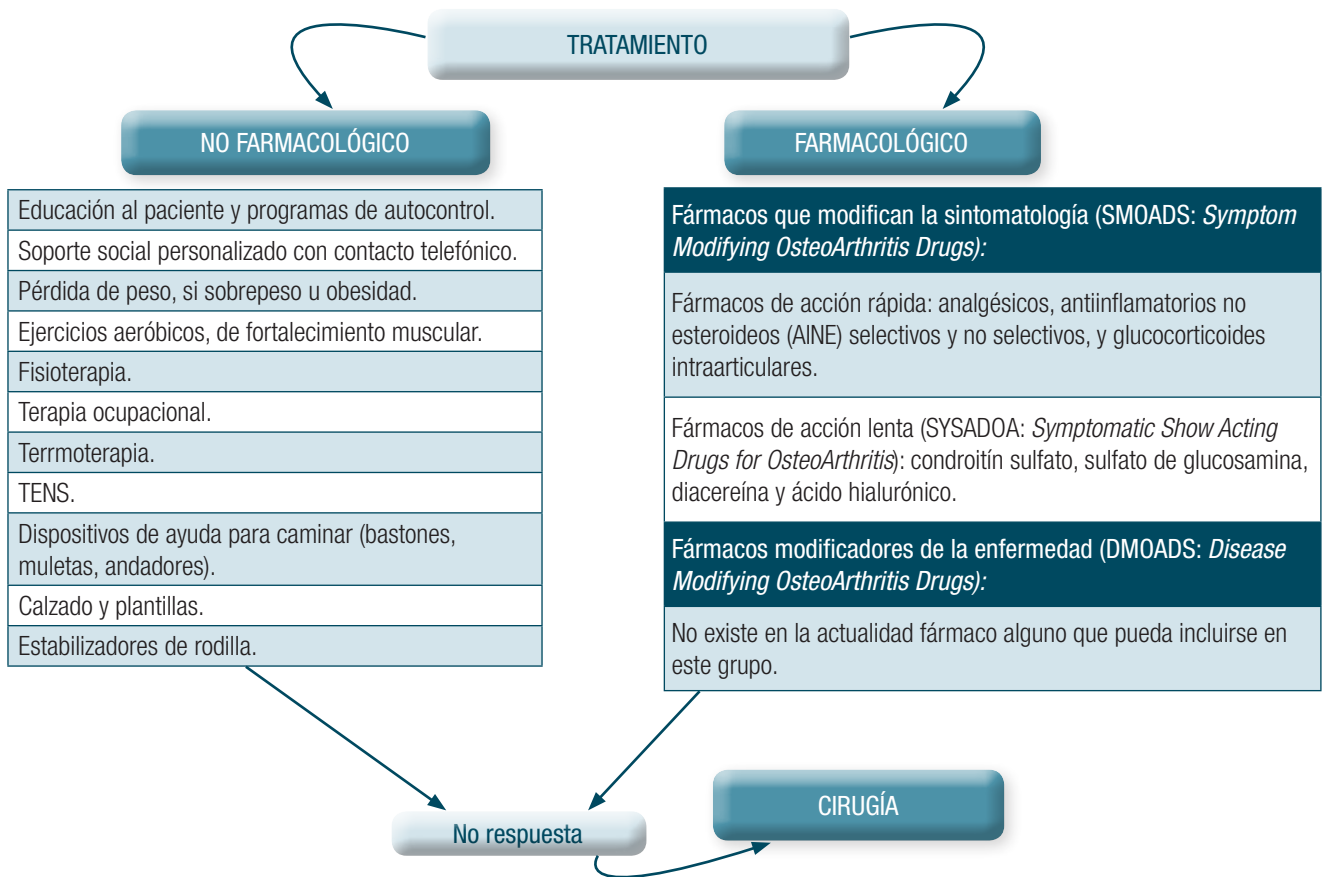 TRATAMIENTO
NO FARMACOLÓGICO
Educación al paciente y programas de autocontrol.
Soporte social personalizado con contacto telefónico.
Pérdida de peso, si sobrepeso u obesidad.
Ejercicios aeróbicos, de fortalecimiento muscular.
Fisioterapia.
Terapia ocupacional.
Terrmoterapia.
TENS.
Dispositivos de ayuda para caminar (bastones,
muletas, andadores).
Calzado y plantillas.
Estabilizadores de rodilla.
FARMACOLÓGICO
Fármacos que modifican la sintomatología (SMOADS: Symptom
Modifying OsteoArthritis Drugs):
Fármacos de acción rápida: analgésicos, antiinflamatorios no
esteroideos (AINE) selectivos y no selectivos, y glucocorticoides
intraarticulares.
Fármacos de acción lenta (SYSADOA: Symptomatic Show Acting
Drugs for OsteoArthritis): condroitín sulfato, sulfato de glucosamina,
diacereína y ácido hialurónico.
Fármacos modificadores de la enfermedad (DMOADS: Disease
Modifying OsteoArthritis Drugs):
No existe en la actualidad fármaco alguno que pueda incluirse en
este grupo.
No respuesta
CIRUGÍA